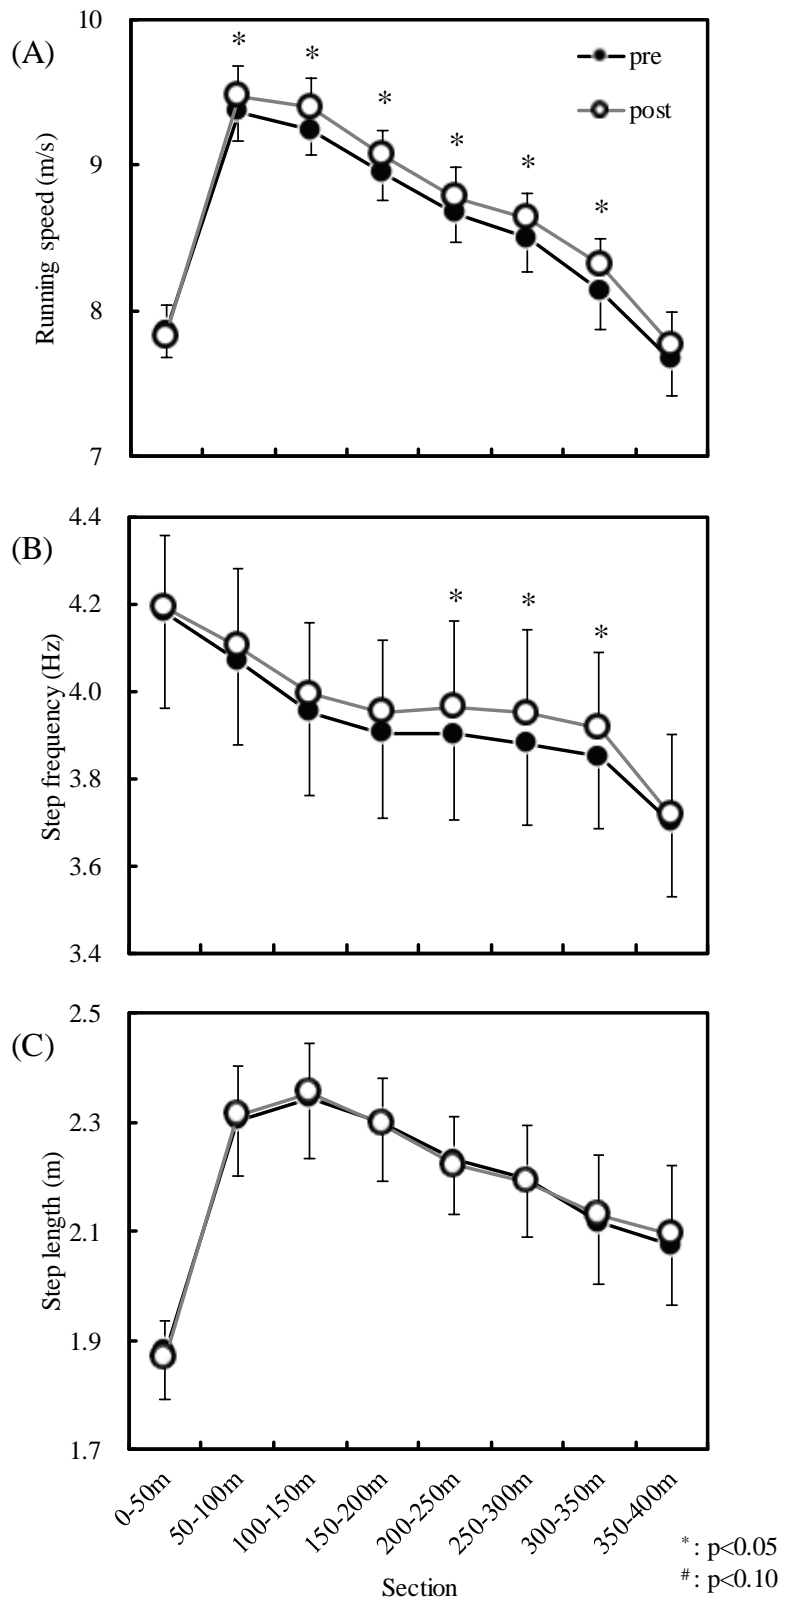 (A)
Running speed (m/s)
10
9
8
7
* * * * * *
pre
post
(B)
Step frequency (Hz)
4.4
4.2
4.0
3.8
3.6
3.4
* * *
(C)
Step length (m)
2.5
2.3
2.1
1.9
1.7
0-50m
50-100m
100-150m
150-200m
200-250m
250-300m
300-350m
350-400m
Section
*: p<0.05
#: p<0.10